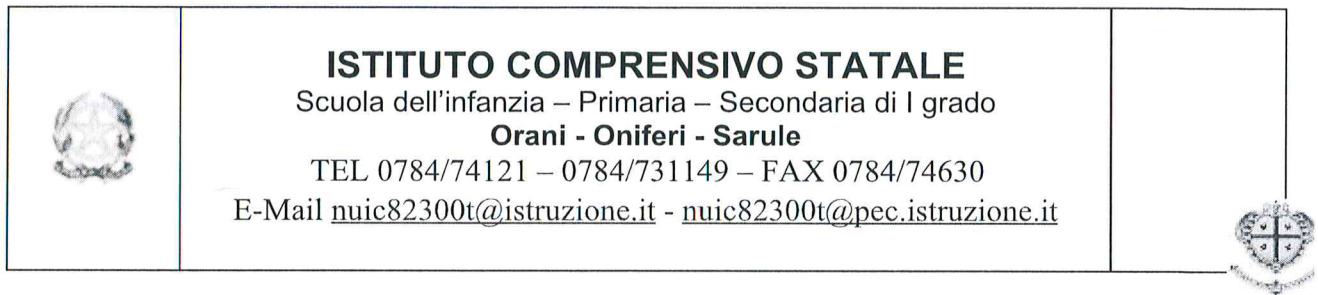 ISTITUTO COMPRENSIVO STATALE
Scuola dell'infanzia – Primaria – Secondaria di I grado
Orani - Oniferi - Sarule
TEL 0784/74121 – 0784/731149 – FAX 0784/74630
E-Mail nuic82300t@istruzione.it - nuic82300t@pec.istruzione.it